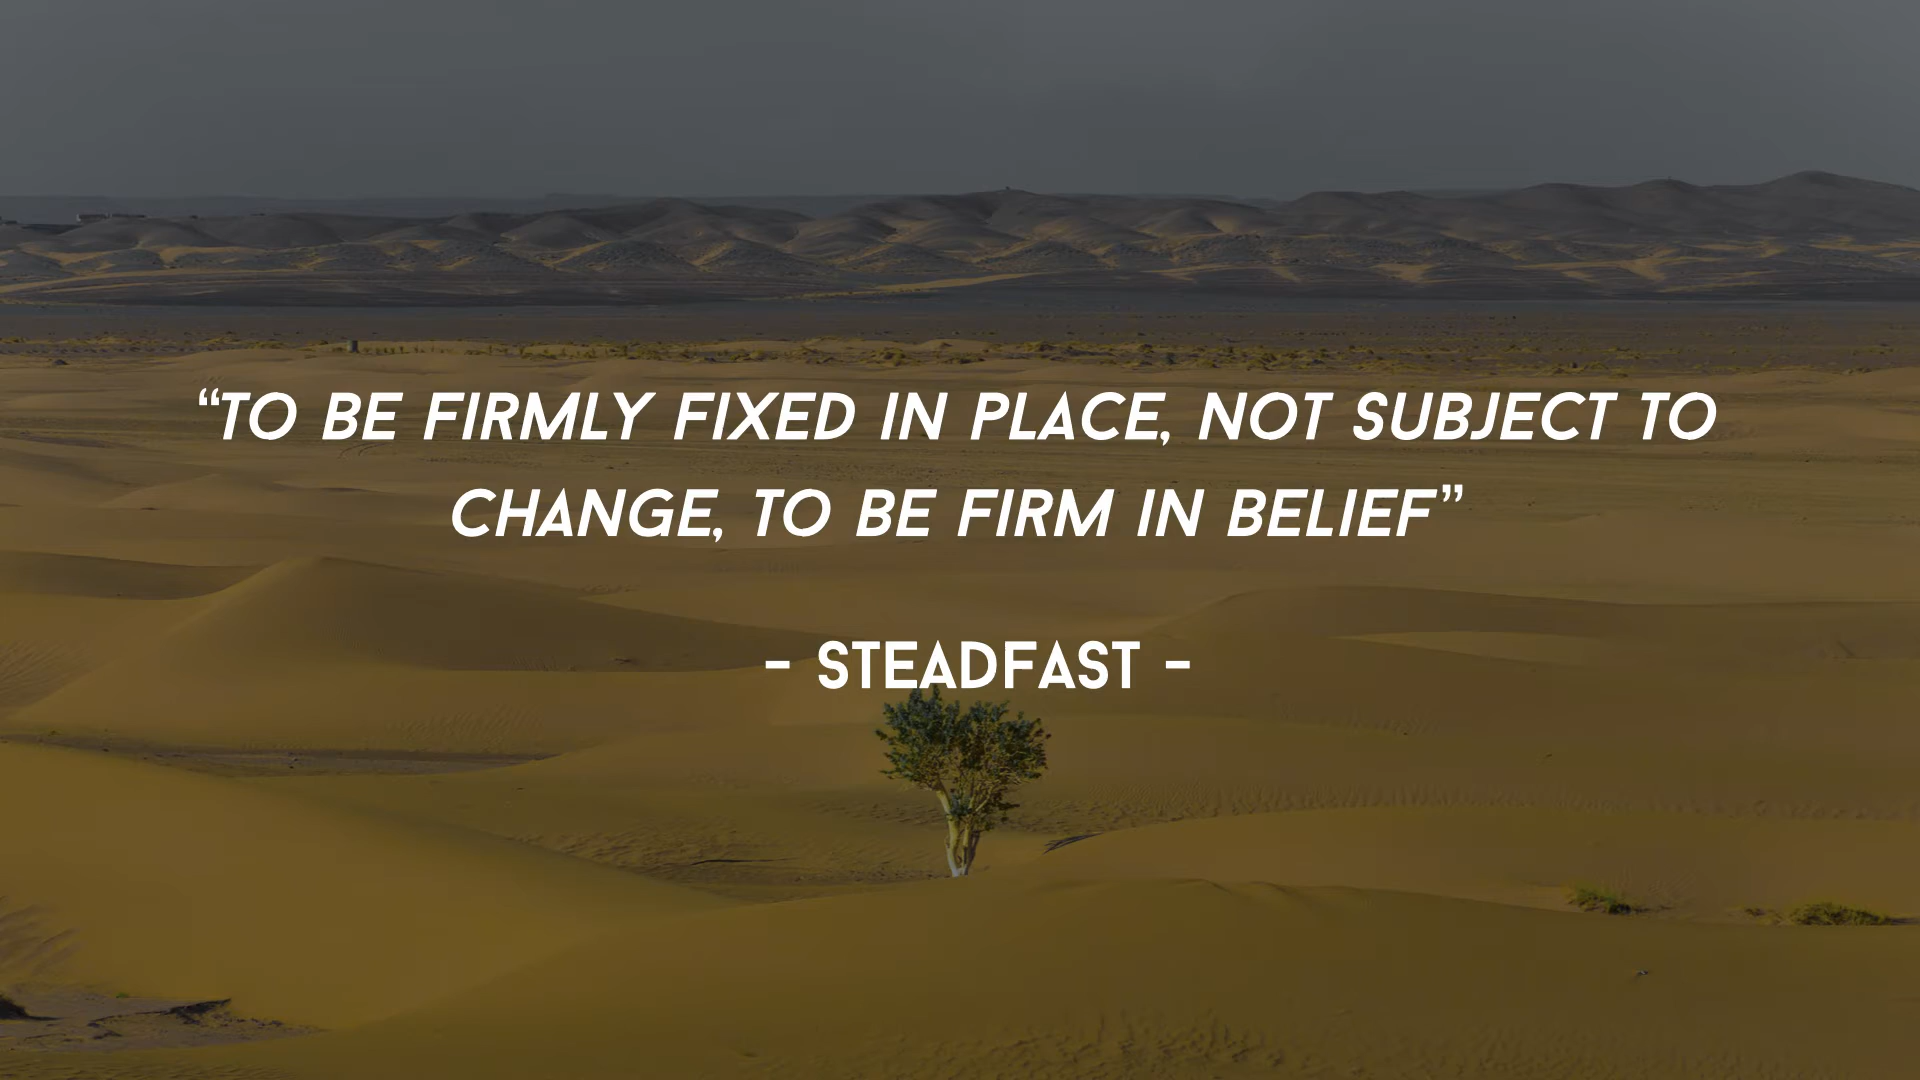 “TO BE FIRMLY FIXED IN PLACE, NOT SUBJECT TO
CHANGE, TO BE FIRM IN BELIEF”
- STEADFAST -